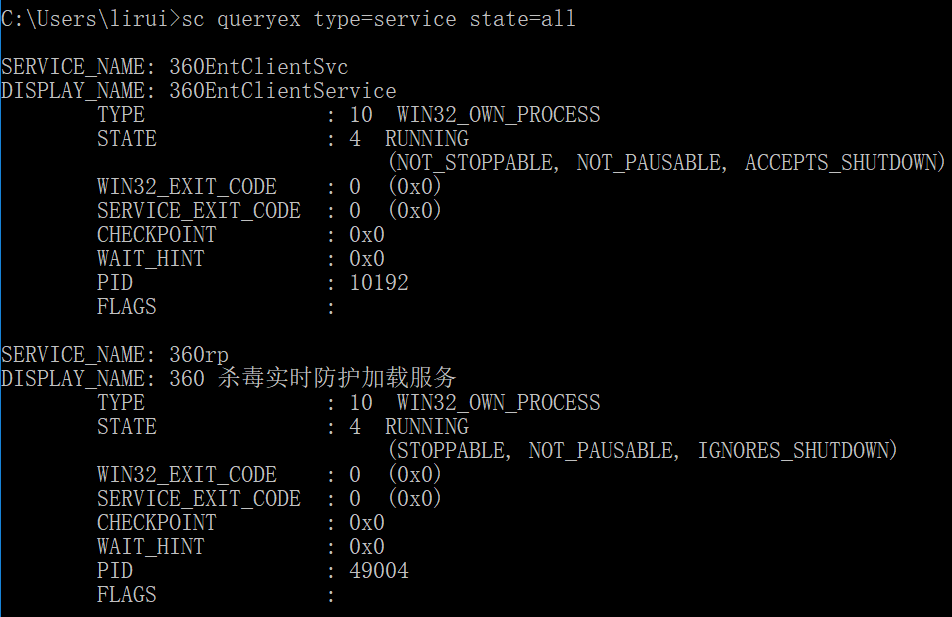 C:\Users\lirui>sc queryex type=service state=all
SERVICE_NAME: 360EntClientSvc
DISPLAY_NAME: 360EntClientService
TYPE : 10 WIN32_OWN_PROCESS
STATE : 4 RUNNING
(NOT_STOPPABLE, NOT_PAUSABLE, ACCEPTS_SHUTDOWN)
WIN32_EXIT_CODE : 0 (0x0)
SERVICE_EXIT_CODE : 0 (0x0)
CHECKPOINT : 0x0
WAIT_HINT : 0x0
PID : 10192
FLAGS :
SERVICE_NAME: 360rp
DISPLAY_NAME: 360 杀毒实时防护加载服务
TYPE : 10 WIN32_OWN_PROCESS
STATE : 4 RUNNING
(STOPPABLE, NOT_PAUSABLE, IGNORES_SHUTDOWN)
WIN32_EXIT_CODE : 0 (0x0)
SERVICE_EXIT_CODE : 0 (0x0)
CHECKPOINT : 0x0
WAIT_HINT : 0x0
PID : 49004
FLAGS :